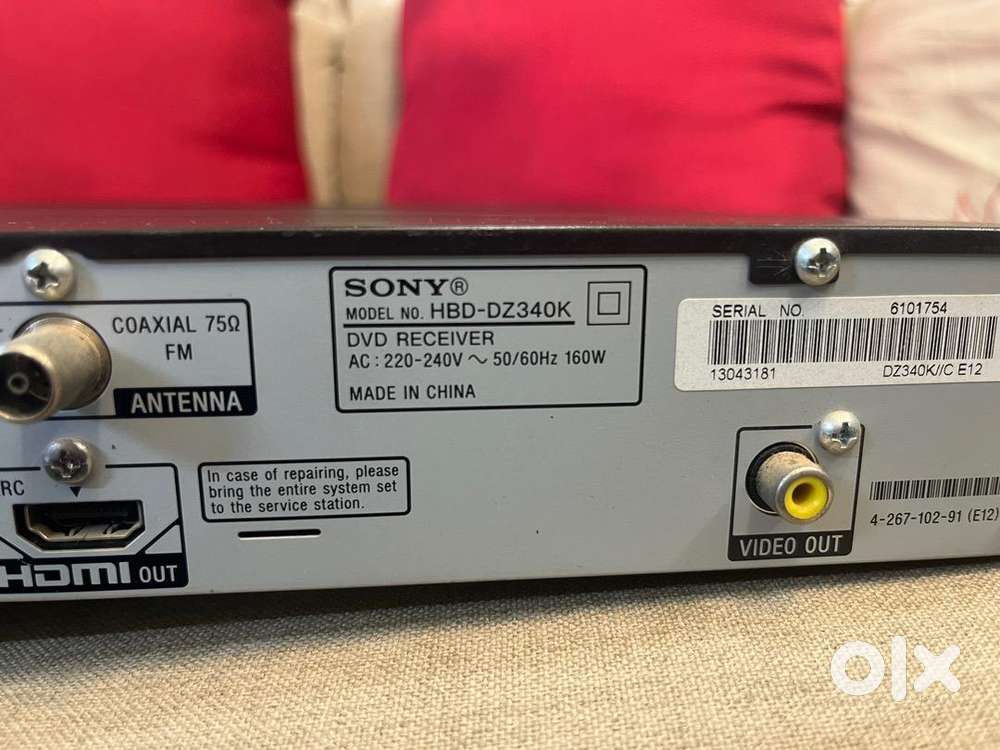 COAXIAL 75Ω
FM
ANTENNA
SONY®
MODEL NO. HBD-DZ340K
DVD RECEIVER
AC : 220-240V ～ 50/60Hz 160W
MADE IN CHINA
SERIAL NO. 6101754
13043181 DZ340K//C E12
RC
HDMI OUT
In case of repairing, please
bring the entire system set
to the service station.
VIDEO OUT
4-267-102-91 (E12)
olx